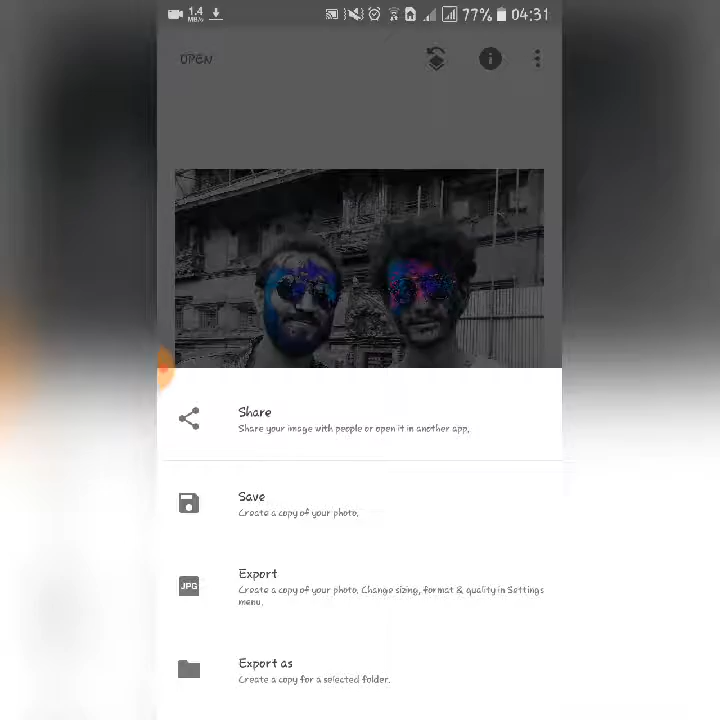 1.4
MB/s
77% 04:31
OPEN
Share
Share your image with people or open it in another app.
Save
Create a copy of your photo.
JPG
Export
Create a copy of your photo. Change sizing, format & quality in Settings
menu.
Export as
Create a copy for a selected folder.